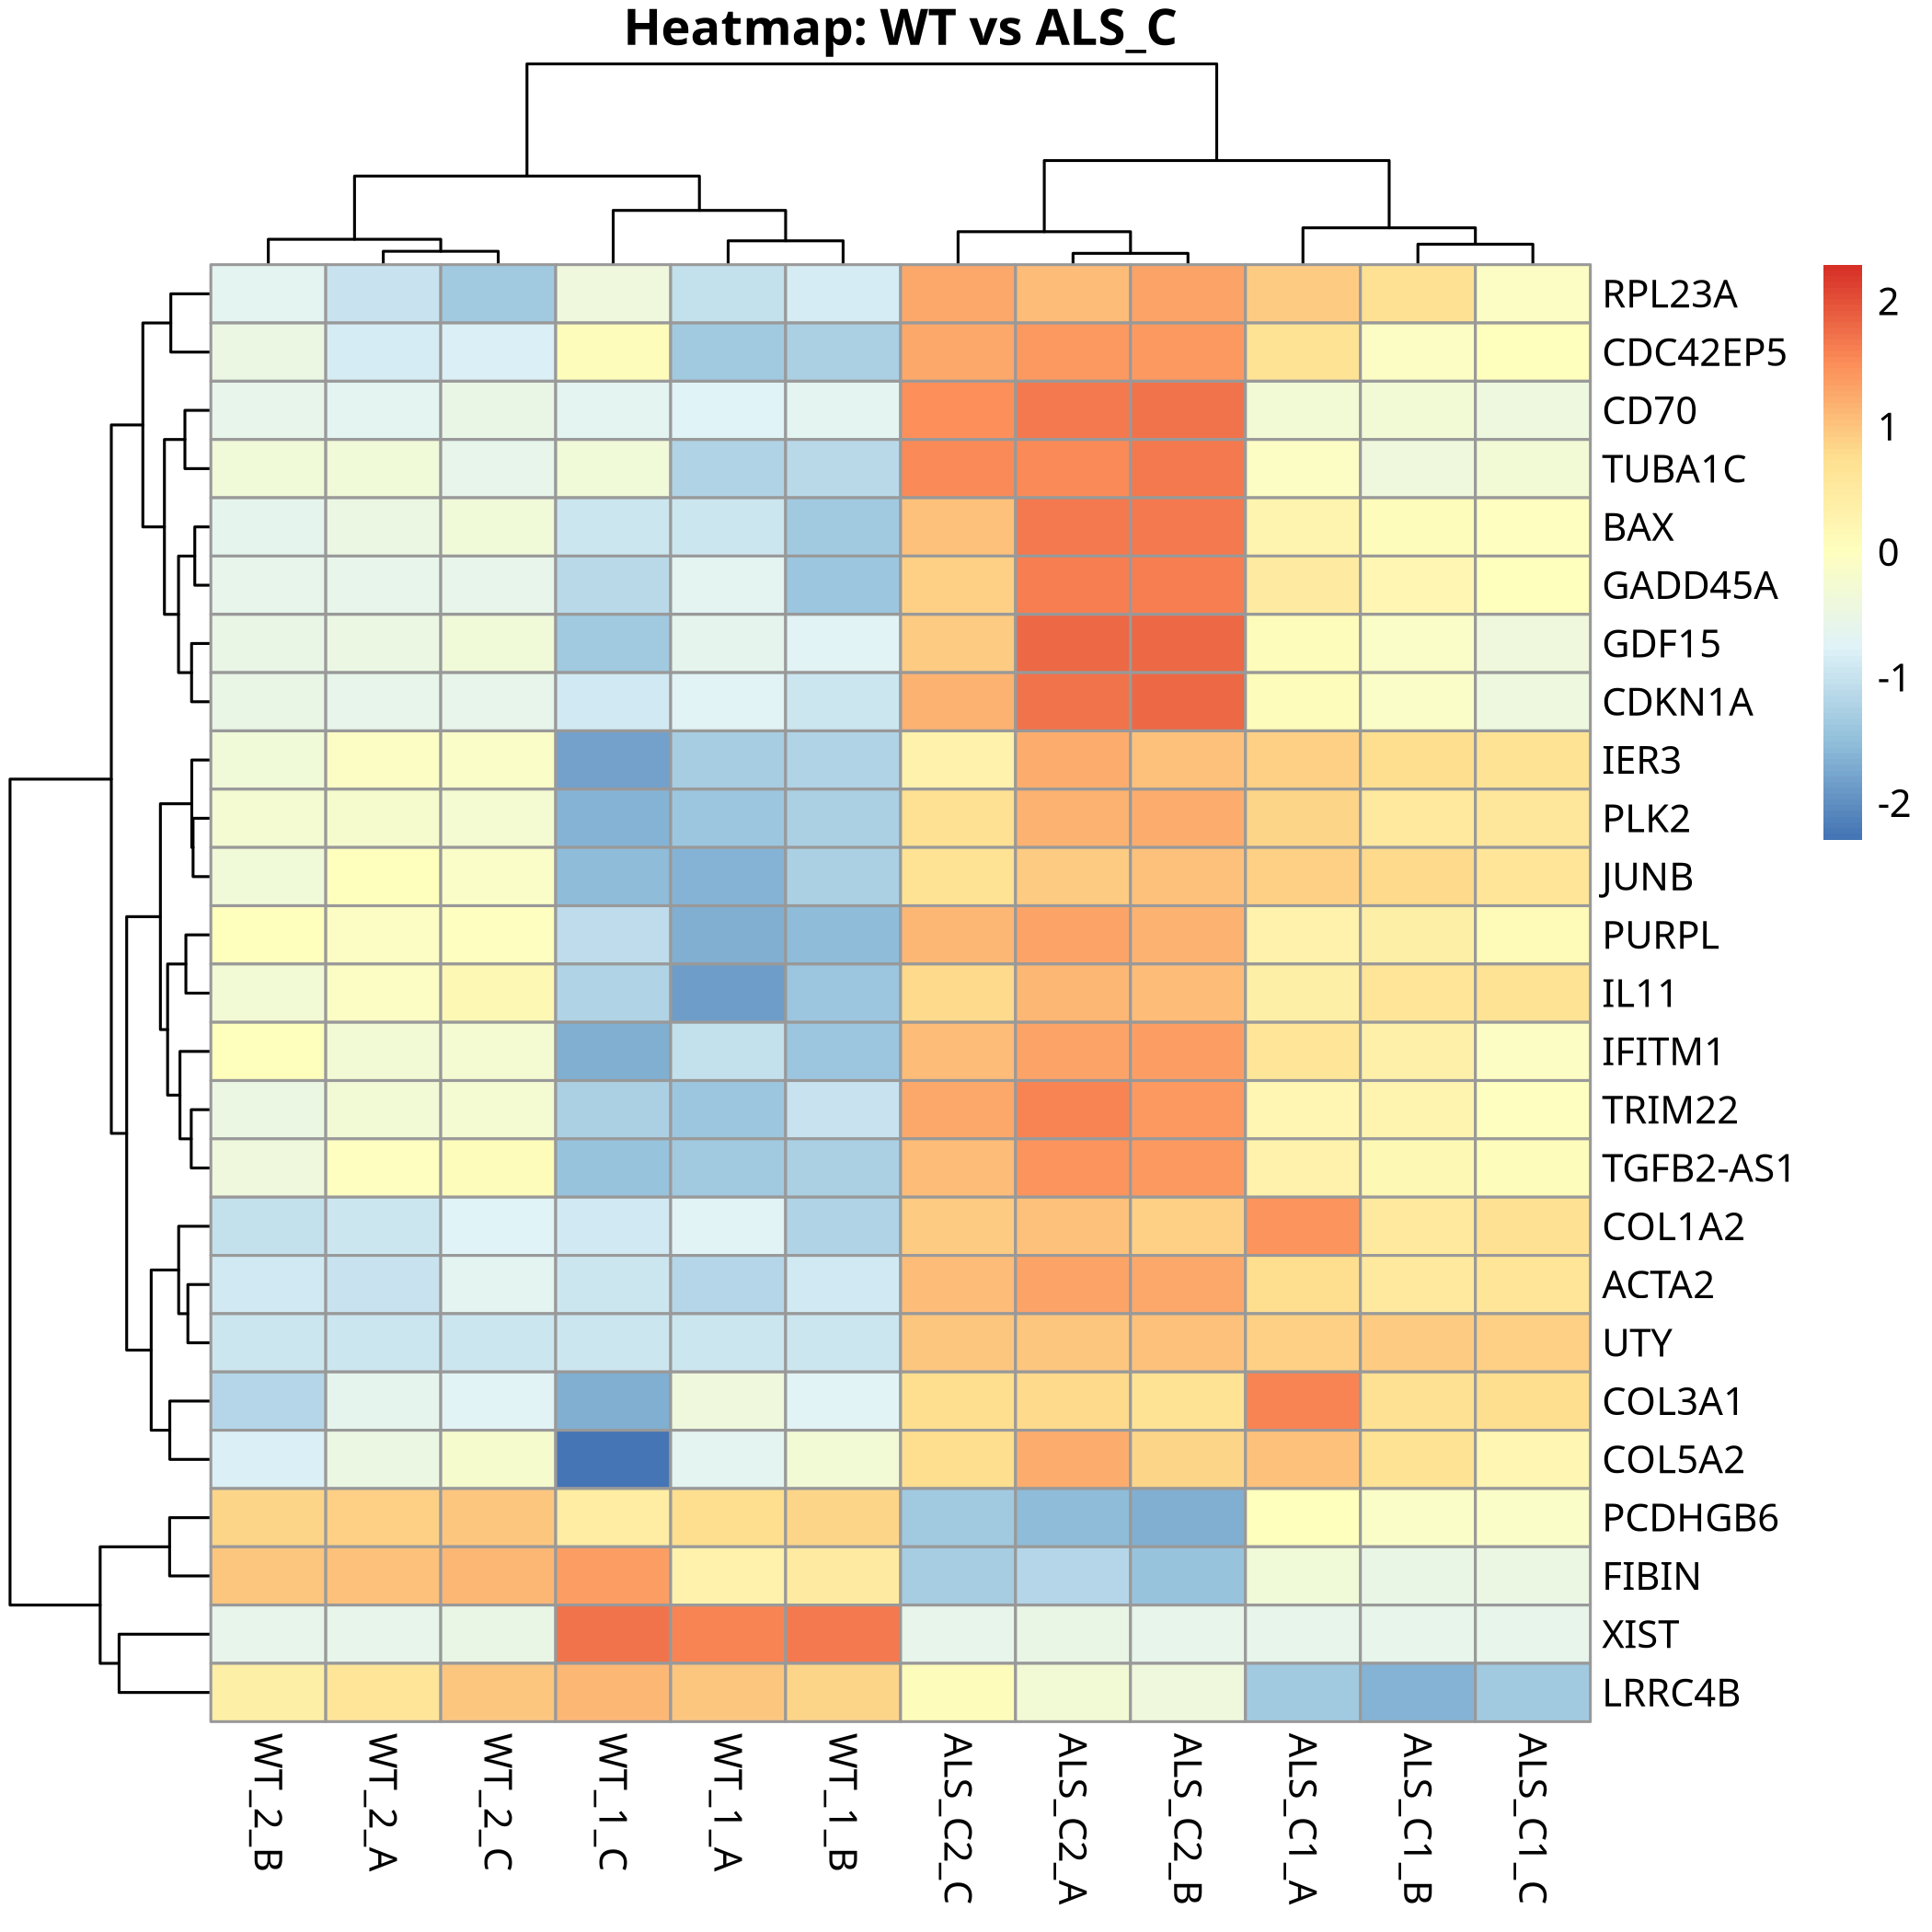 Heatmap: WT vs ALS_C
RPL23A
CDC42EP5
CD70
TUBA1C
BAX
GADD45A
GDF15
CDKN1A
IER3
PLK2
JUNB
PURPL
IL11
IFITM1
TRIM22
TGFB2-AS1
COL1A2
ACTA2
UTY
COL3A1
COL5A2
PCDHGB6
FIBIN
XIST
LRRC4B
2
1
0
-1
-2
WT_2_B
WT_2_A
WT_2_C
WT_1_C
WT_1_A
WT_1_B
ALS_C2_C
ALS_C2_A
ALS_C2_B
ALS_C1_A
ALS_C1_B
ALS_C1_C